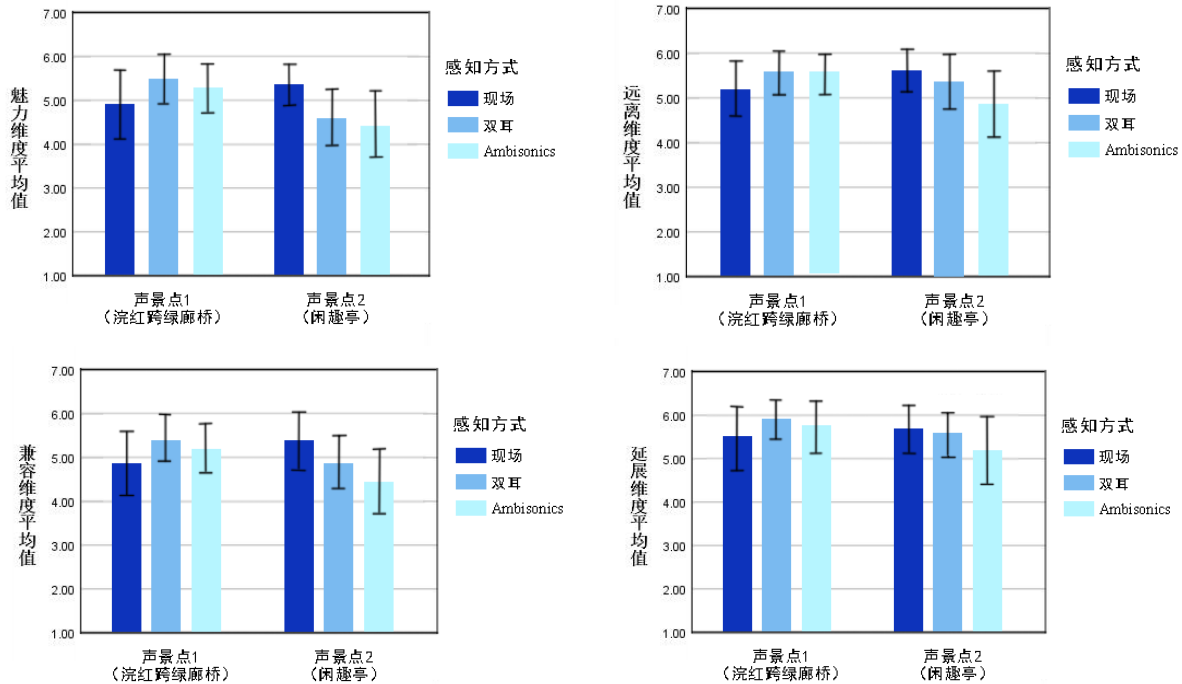 7.00
6.00
5.00
4.00
3.00
2.00
1.00
魅力维度平均值
感知方式
现场
双耳
Ambisonics
声景点1
（浣红跨绿廊桥）
声景点2
（闲趣亭）
7.00
6.00
5.00
4.00
3.00
2.00
1.00
远离维度平均值
感知方式
现场
双耳
Ambisonics
声景点1
（浣红跨绿廊桥）
声景点2
（闲趣亭）
7.00
6.00
5.00
4.00
3.00
2.00
1.00
兼容维度平均值
感知方式
现场
双耳
Ambisonics
声景点1
（浣红跨绿廊桥）
声景点2
（闲趣亭）
7.00
6.00
5.00
4.00
3.00
2.00
1.00
延展维度平均值
感知方式
现场
双耳
Ambisonics
声景点1
（浣红跨绿廊桥）
声景点2
（闲趣亭）